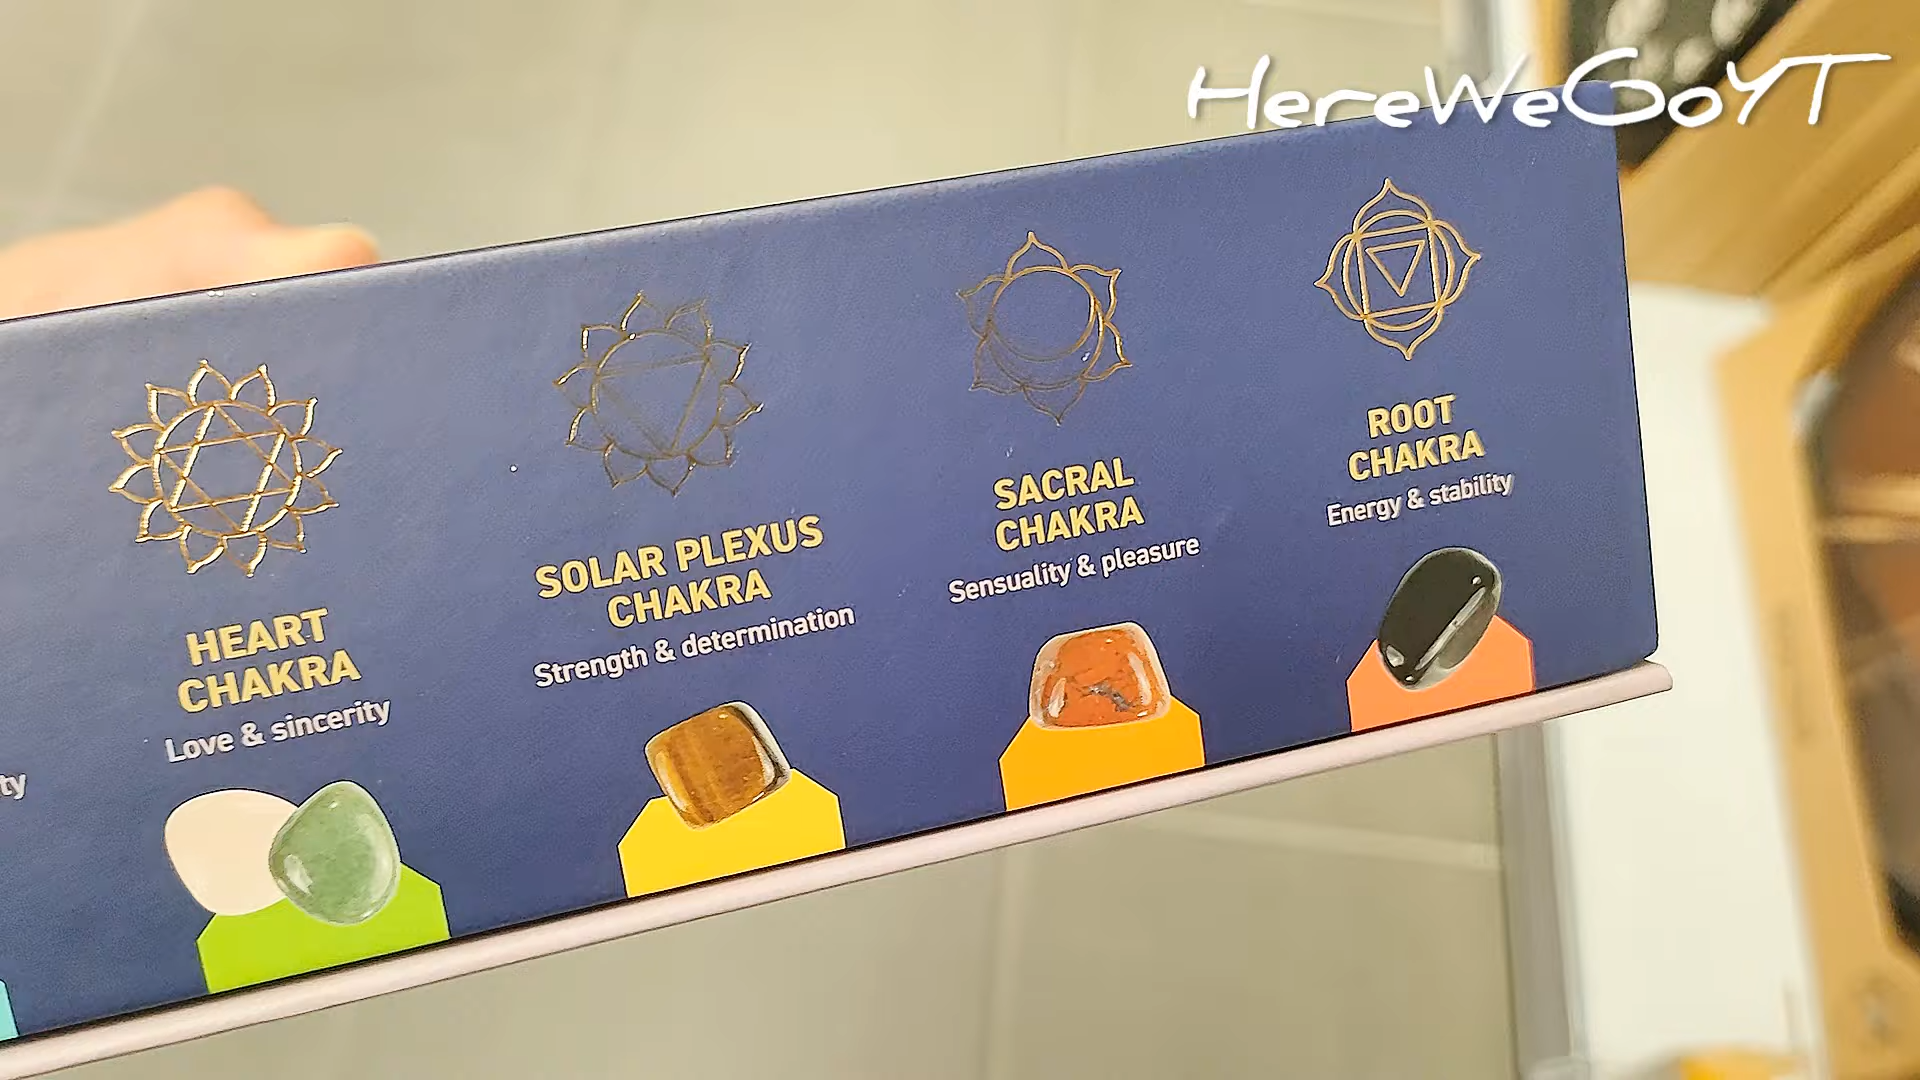 HereWeGoYT
HEART
CHAKRA
Love & sincerity
SOLAR PLEXUS
CHAKRA
Strength & determination
SACRAL
CHAKRA
Sensuality & pleasure
ROOT
CHAKRA
Energy & stability